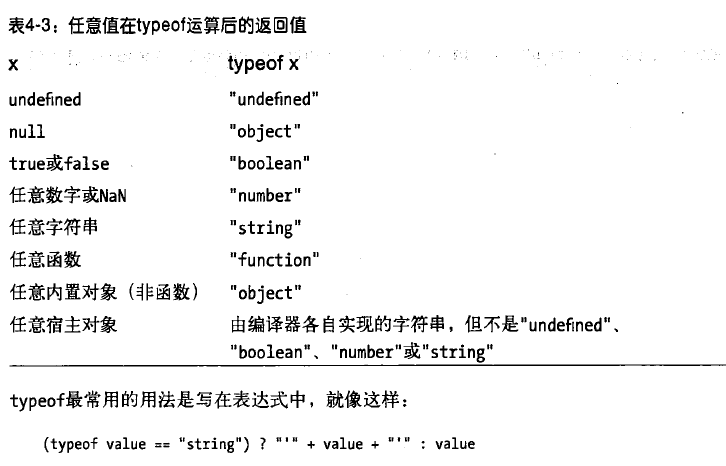 表4-3：任意值在typeof运算后的返回值
x typeof x
undefined "undefined"
null "object"
true或false "boolean"
任意数字或NaN "number"
任意字符串 "string"
任意函数 "function"
任意内置对象（非函数） "object"
任意宿主对象 由编译器各自实现的字符串，但不是"undefined"、
"boolean"、"number"或"string"
typeof最常用的用法是写在表达式中，就像这样：
(typeof value == "string") ? "'" + value + "'" : value